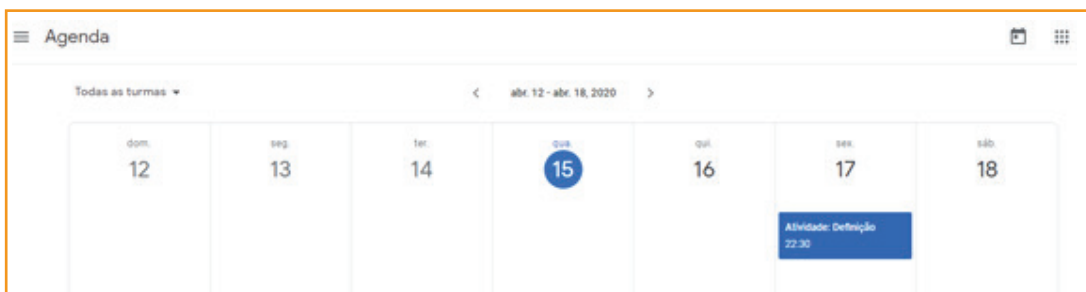 Agenda
Todas as turmas
abr. 12 - abr. 18, 2020
dom. seg. ter. qua. qui. sex. sáb.
12 13 14 15 16 17 18
Atividade: Definição
22:30